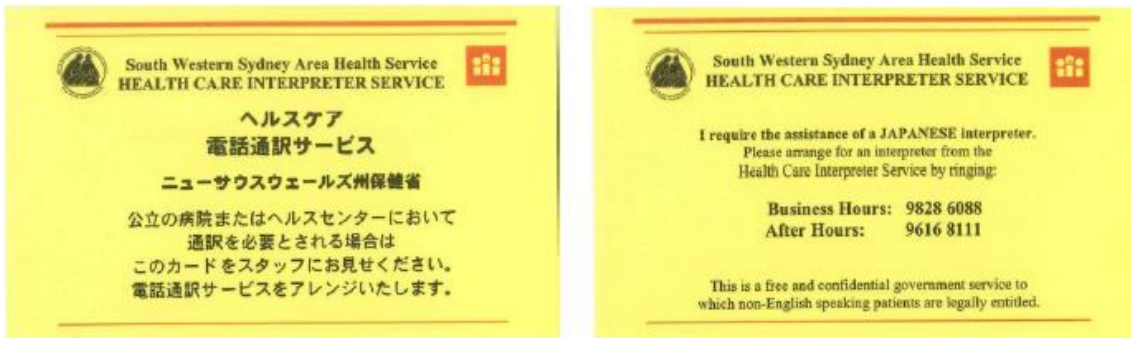 South Western Sydney Area Health Service
HEALTH CARE INTERPRETER SERVICE
ヘルスケア
電話通訳サービス
ニューサウスウェールズ州保健省
公立の病院またはヘルスセンターにおいて
通訳を必要とされる場合は
このカードをスタッフにお見せください。
電話通訳サービスをアレンジいたします。
South Western Sydney Area Health Service
HEALTH CARE INTERPRETER SERVICE
I require the assistance of a JAPANESE interpreter.
Please arrange for an interpreter from the
Health Care Interpreter Service by ringing:
Business Hours: 9828 6088
After Hours: 9616 8111
This is a free and confidential government service to
which non-English speaking patients are legally entitled.